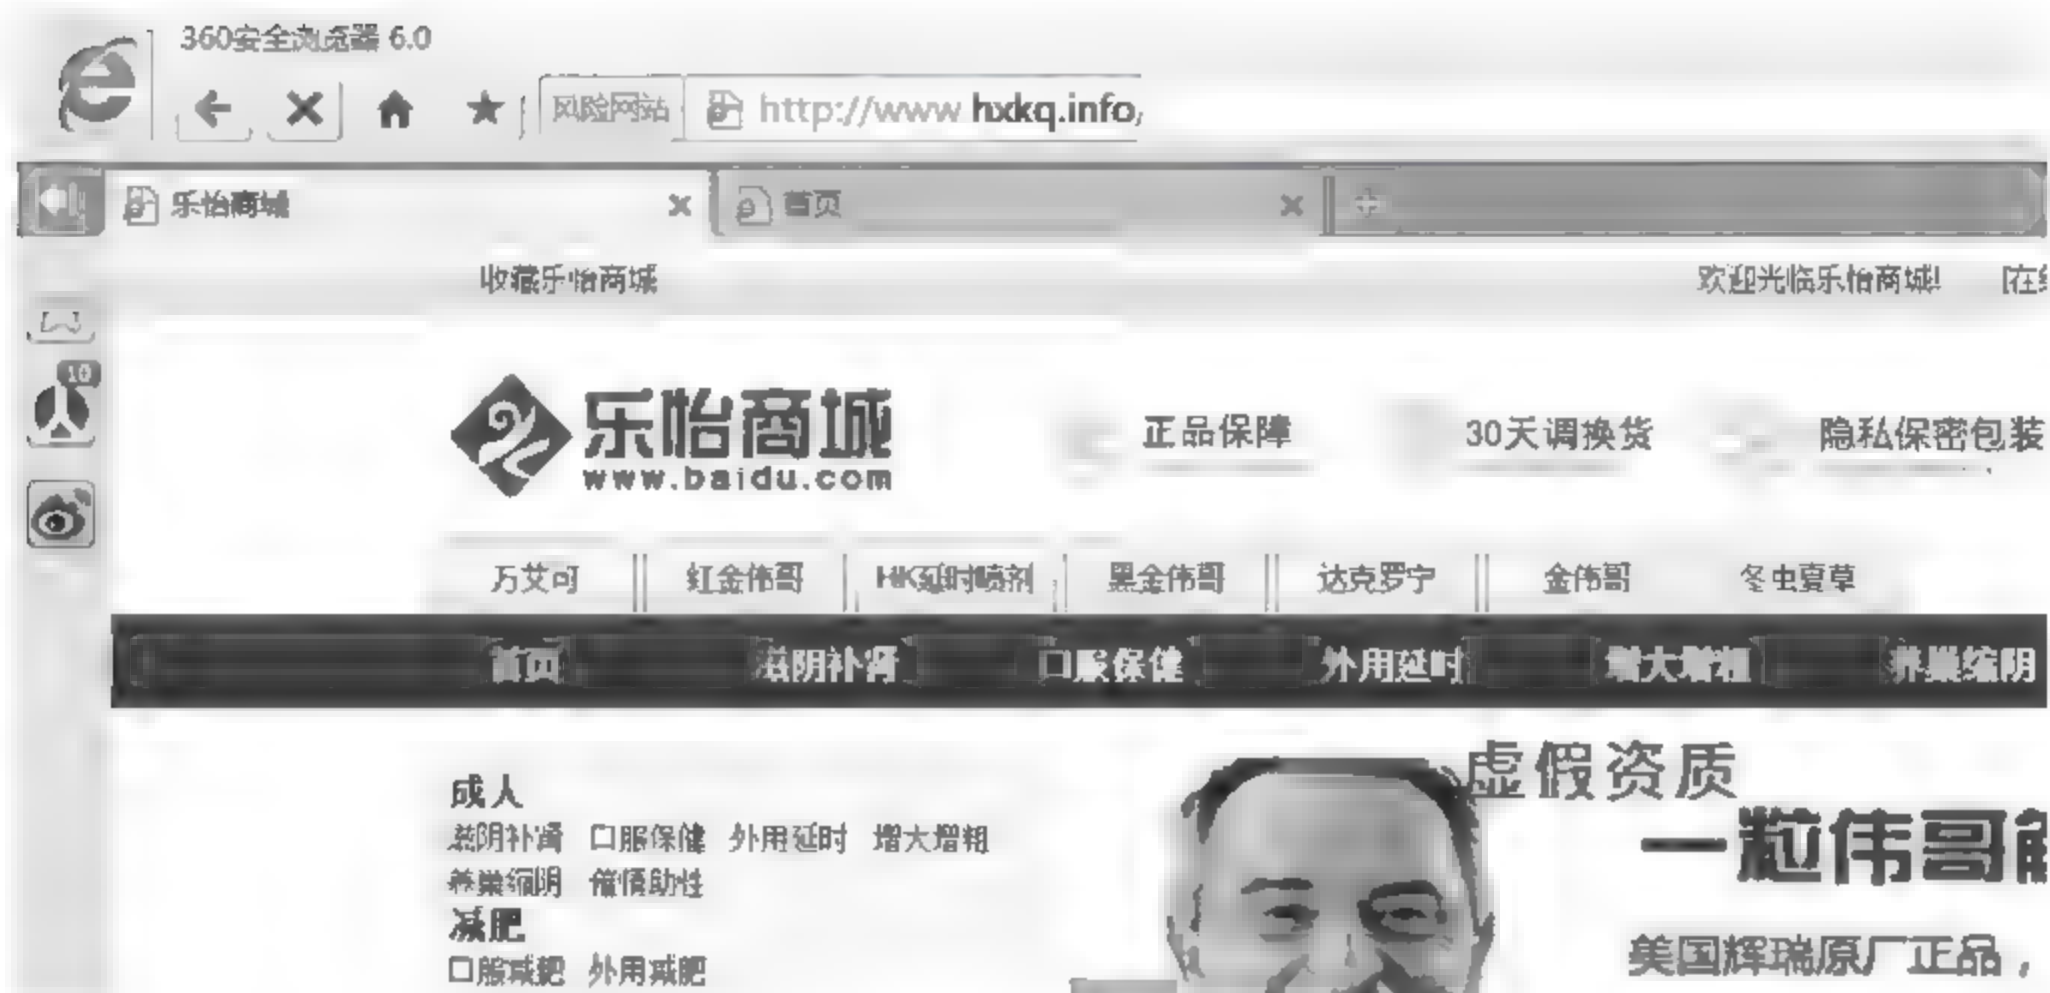 360安全浏览器 6.0
风险网站 http://www.hxkq.info/
乐怡商城 首页
收藏乐怡商城 欢迎光临乐怡商城! [在
10
乐怡商城 正品保障 30天调换货 隐私保密包装
www.baidu.com
万艾可 红金伟哥 HK延时喷剂 黑金伟哥 达克罗宁 金伟哥 冬虫夏草
首页 滋阴补肾 口服保健 外用延时 增大增粗 养巢缩阴
虚假资质
成人
滋阴补肾 口服保健 外用延时 增大增粗
一粒伟哥
养巢缩阴 催情助性
减肥
美国辉瑞原厂正品，
口服减肥 外用减肥